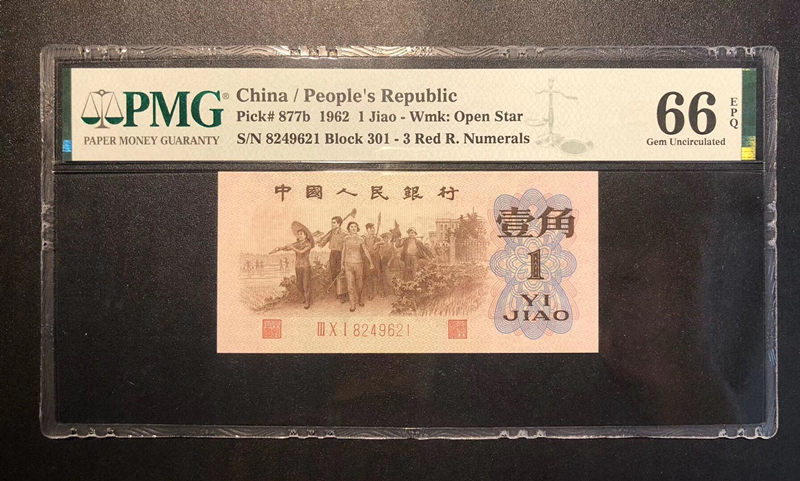 PMG®
PAPER MONEY GUARANTY
China / People's Republic
Pick# 877b 1962 1 Jiao - Wmk: Open Star
S/N 8249621 Block 301 - 3 Red R. Numerals
66
EPQ
Gem Uncirculated
中國人民銀行
壹角
1
YI
JIAO
III X I 8249621